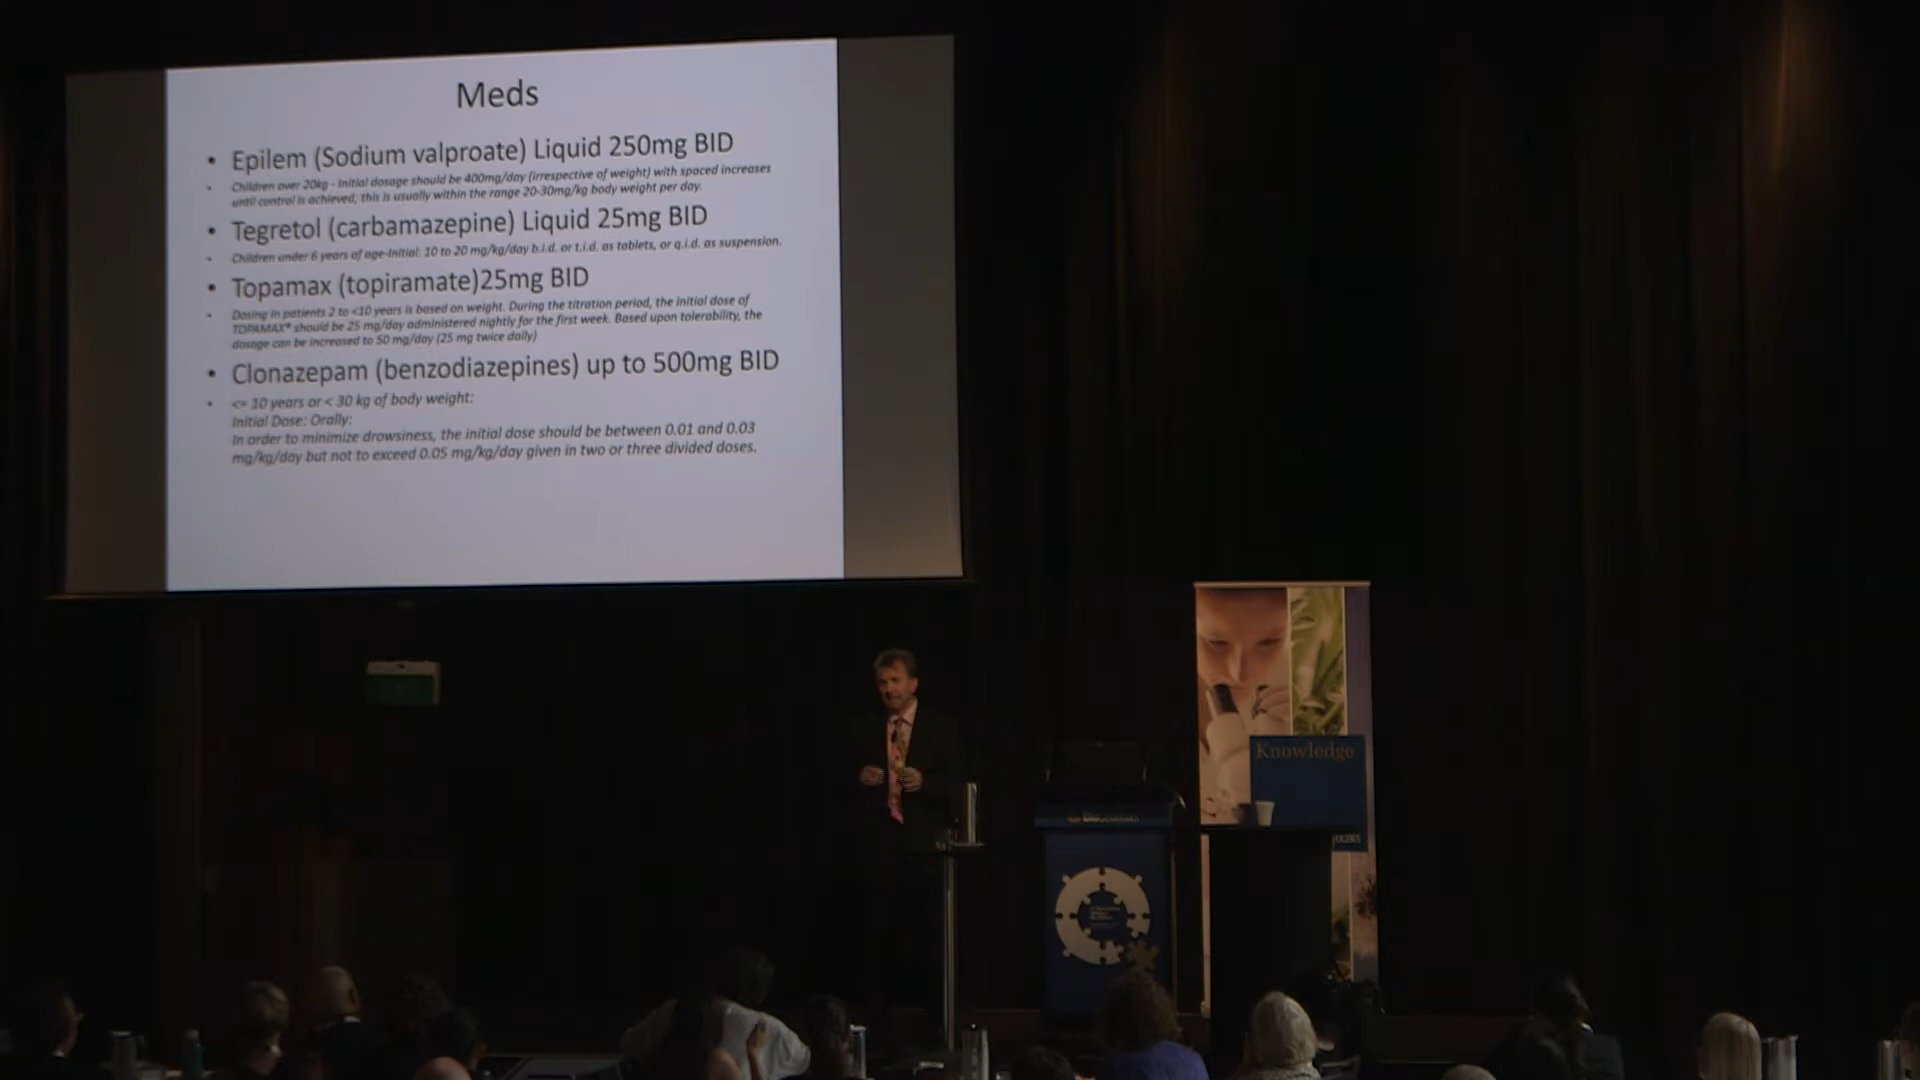 Meds
• Epilem (Sodium valproate) Liquid 250mg BID
• Children over 20kg - Initial dosage should be 400mg/day (irrespective of weight) with spaced increases
until control is achieved; this is usually within the range 20-30mg/kg body weight per day.
• Tegretol (carbamazepine) Liquid 25mg BID
• Children under 6 years of age-Initial: 10 to 20 mg/kg/day b.i.d. or t.i.d. as tablets, or q.i.d. as suspension.
• Topamax (topiramate)25mg BID
• Dosing in patients 2 to <10 years is based on weight. During the titration period, the initial dose of
TOPAMAX® should be 25 mg/day administered nightly for the first week. Based upon tolerability, the
dosage can be increased to 50 mg/day (25 mg twice daily)
• Clonazepam (benzodiazepines) up to 500mg BID
• <= 10 years or < 30 kg of body weight:
Initial Dose: Orally:
In order to minimize drowsiness, the initial dose should be between 0.01 and 0.03
mg/kg/day but not to exceed 0.05 mg/kg/day given in two or three divided doses.
Knowledge